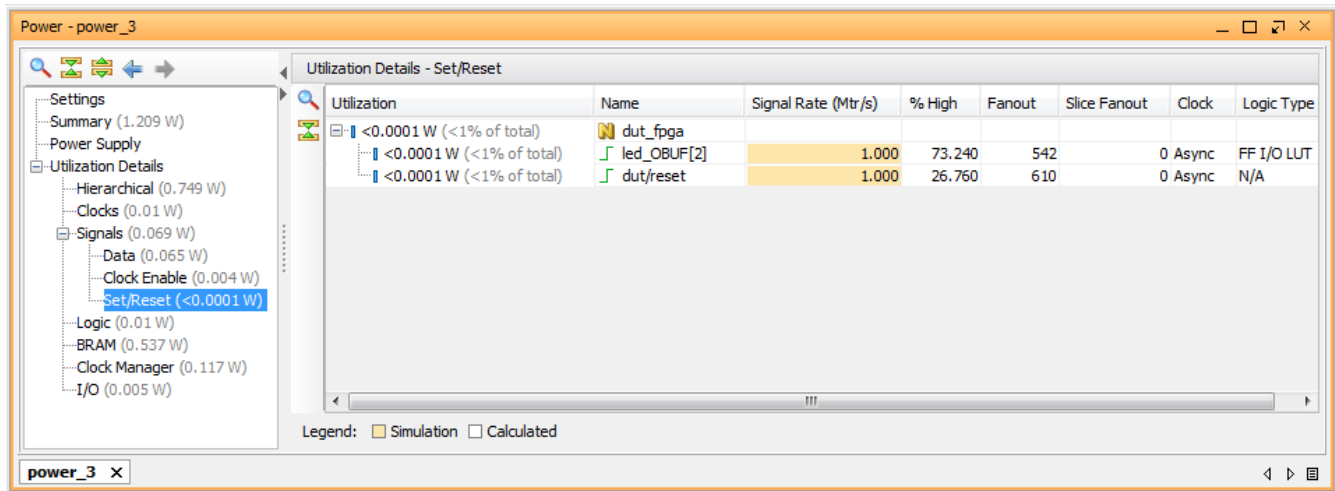 Power - power_3
Settings
Summary (1.209 W)
Power Supply
Utilization Details
Hierarchical (0.749 W)
Clocks (0.01 W)
Signals (0.069 W)
Data (0.065 W)
Clock Enable (0.004 W)
Set/Reset (<0.0001 W)
Logic (0.01 W)
BRAM (0.537 W)
Clock Manager (0.117 W)
I/O (0.005 W)
Utilization Details - Set/Reset
Utilization Name Signal Rate (Mtr/s) % High Fanout Slice Fanout Clock Logic Type
<0.0001 W (<1% of total) dut_fpga
<0.0001 W (<1% of total) led_OBUF[2] 1.000 73.240 542 0 Async FF I/O LUT
<0.0001 W (<1% of total) dut/reset 1.000 26.760 610 0 Async N/A
Legend: Simulation Calculated
power_3